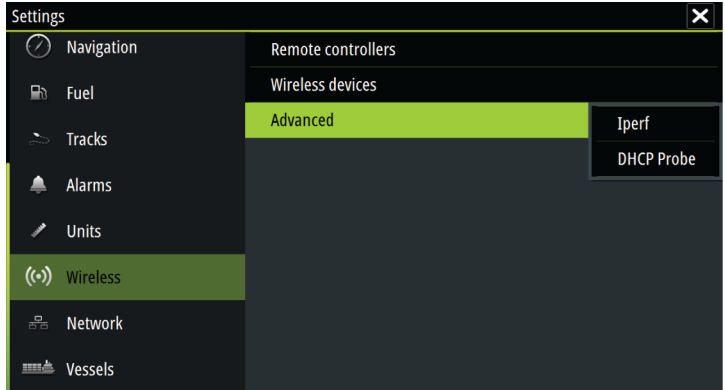 Settings
Navigation
Fuel
Tracks
Alarms
Units
Wireless
Network
Vessels
Remote controllers
Wireless devices
Advanced
Iperf
DHCP Probe